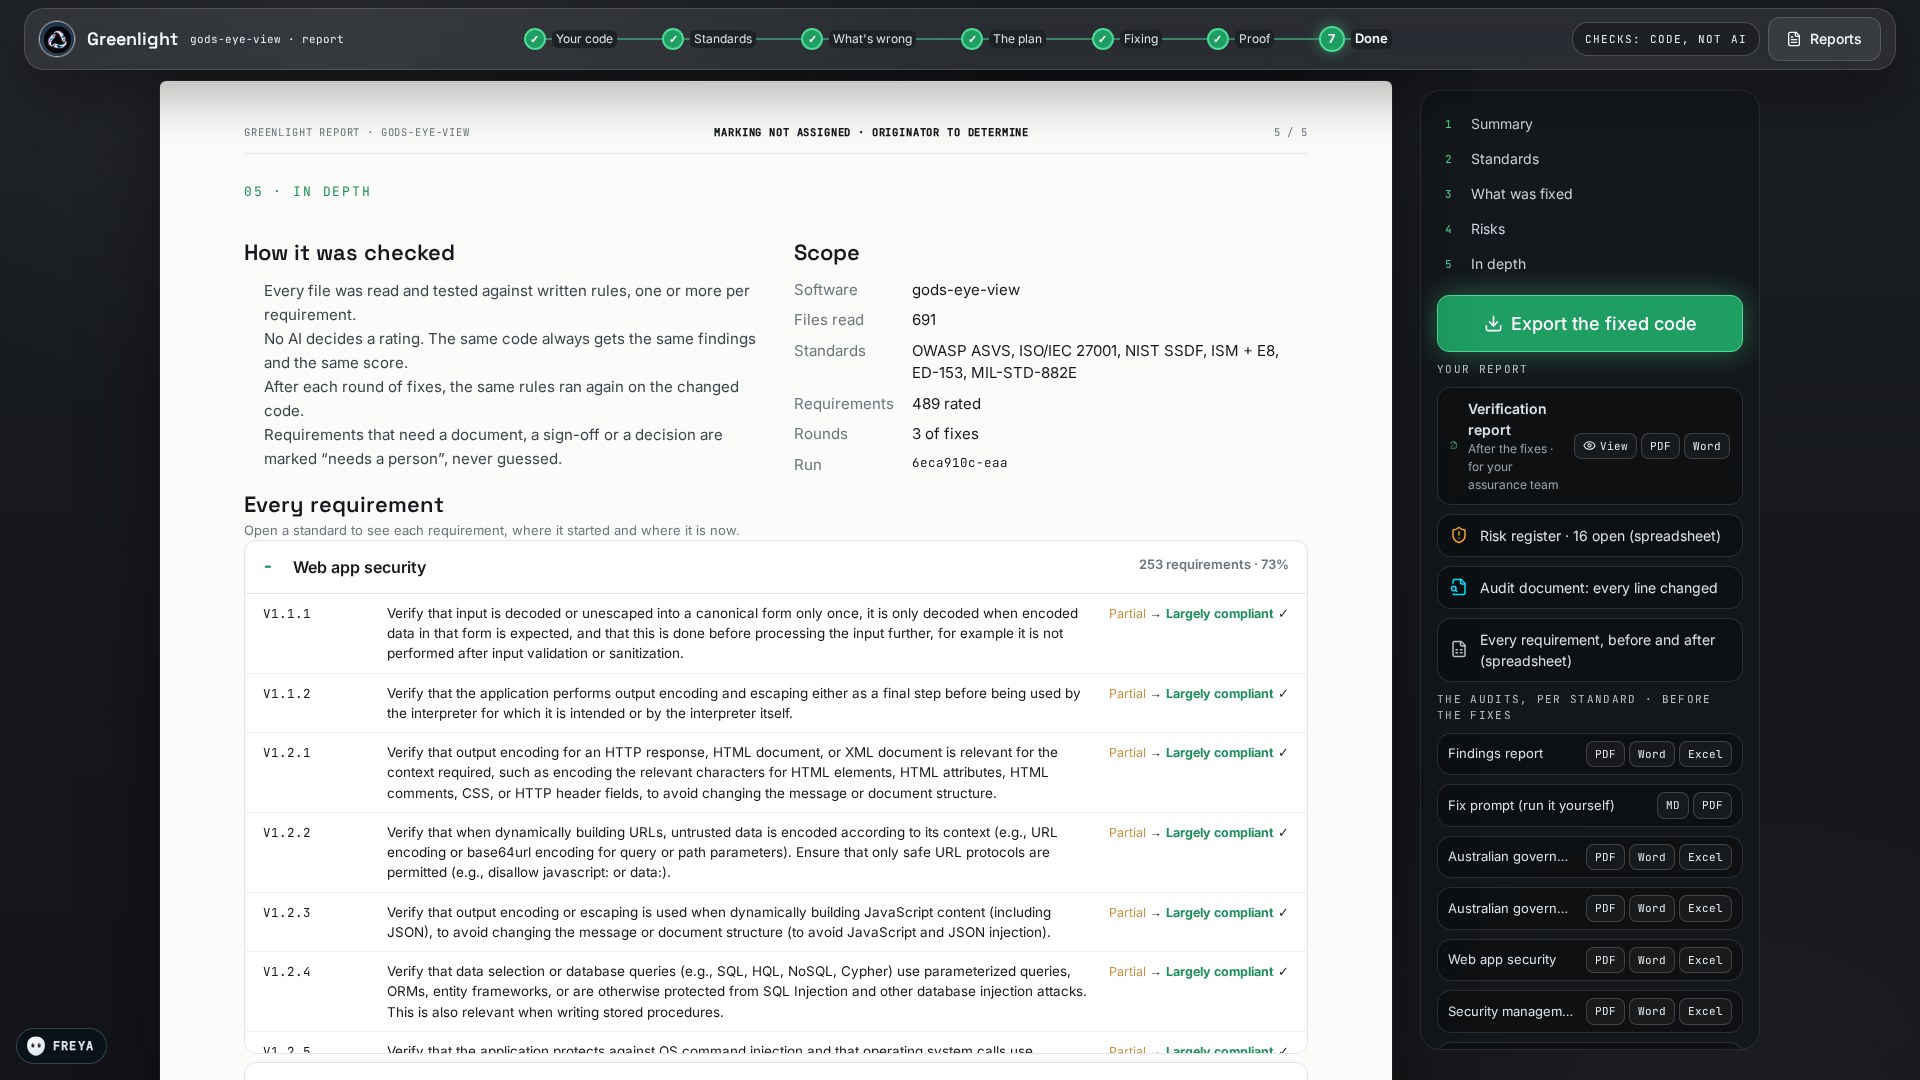 Greenlight gods-eye-view · report
✓ Your code ✓ Standards ✓ What's wrong ✓ The plan ✓ Fixing ✓ Proof 7 Done
CHECKS: CODE, NOT AI
Reports
GREENLIGHT REPORT · GODS-EYE-VIEW
MARKING NOT ASSIGNED · ORIGINATOR TO DETERMINE
5 / 5
05 · IN DEPTH
How it was checked
Every file was read and tested against written rules, one or more per
requirement.
No AI decides a rating. The same code always gets the same findings
and the same score.
After each round of fixes, the same rules ran again on the changed
code.
Requirements that need a document, a sign-off or a decision are
marked “needs a person”, never guessed.
Scope
Software gods-eye-view
Files read 691
Standards OWASP ASVS, ISO/IEC 27001, NIST SSDF, ISM + E8,
ED-153, MIL-STD-882E
Requirements 489 rated
Rounds 3 of fixes
Run 6eca910c-eaa
Every requirement
Open a standard to see each requirement, where it started and where it is now.
- Web app security 253 requirements · 73%
V1.1.1 Verify that input is decoded or unescaped into a canonical form only once, it is only decoded when encoded Partial → Largely compliant ✓
data in that form is expected, and that this is done before processing the input further, for example it is not
performed after input validation or sanitization.
V1.1.2 Verify that the application performs output encoding and escaping either as a final step before being used by Partial → Largely compliant ✓
the interpreter for which it is intended or by the interpreter itself.
V1.2.1 Verify that output encoding for an HTTP response, HTML document, or XML document is relevant for the Partial → Largely compliant ✓
context required, such as encoding the relevant characters for HTML elements, HTML attributes, HTML
comments, CSS, or HTTP header fields, to avoid changing the message or document structure.
V1.2.2 Verify that when dynamically building URLs, untrusted data is encoded according to its context (e.g., URL Partial → Largely compliant ✓
encoding or base64url encoding for query or path parameters). Ensure that only safe URL protocols are
permitted (e.g., disallow javascript: or data:).
V1.2.3 Verify that output encoding or escaping is used when dynamically building JavaScript content (including Partial → Largely compliant ✓
JSON), to avoid changing the message or document structure (to avoid JavaScript and JSON injection).
V1.2.4 Verify that data selection or database queries (e.g., SQL, HQL, NoSQL, Cypher) use parameterized queries, Partial → Largely compliant ✓
ORMs, entity frameworks, or are otherwise protected from SQL Injection and other database injection attacks.
This is also relevant when writing stored procedures.
V1.2.5 Verify that the application protects against OS command injection and that operating system calls use Partial → Largely compliant ✓
1 Summary
2 Standards
3 What was fixed
4 Risks
5 In depth
Export the fixed code
YOUR REPORT
Verification
report
After the fixes ·
for your
assurance team
View PDF Word
Risk register · 16 open (spreadsheet)
Audit document: every line changed
Every requirement, before and after
(spreadsheet)
THE AUDITS, PER STANDARD · BEFORE
THE FIXES
Findings report PDF Word Excel
Fix prompt (run it yourself) MD PDF
Australian govern... PDF Word Excel
Australian govern... PDF Word Excel
Web app security PDF Word Excel
Security managem... PDF Word Excel
FREYA